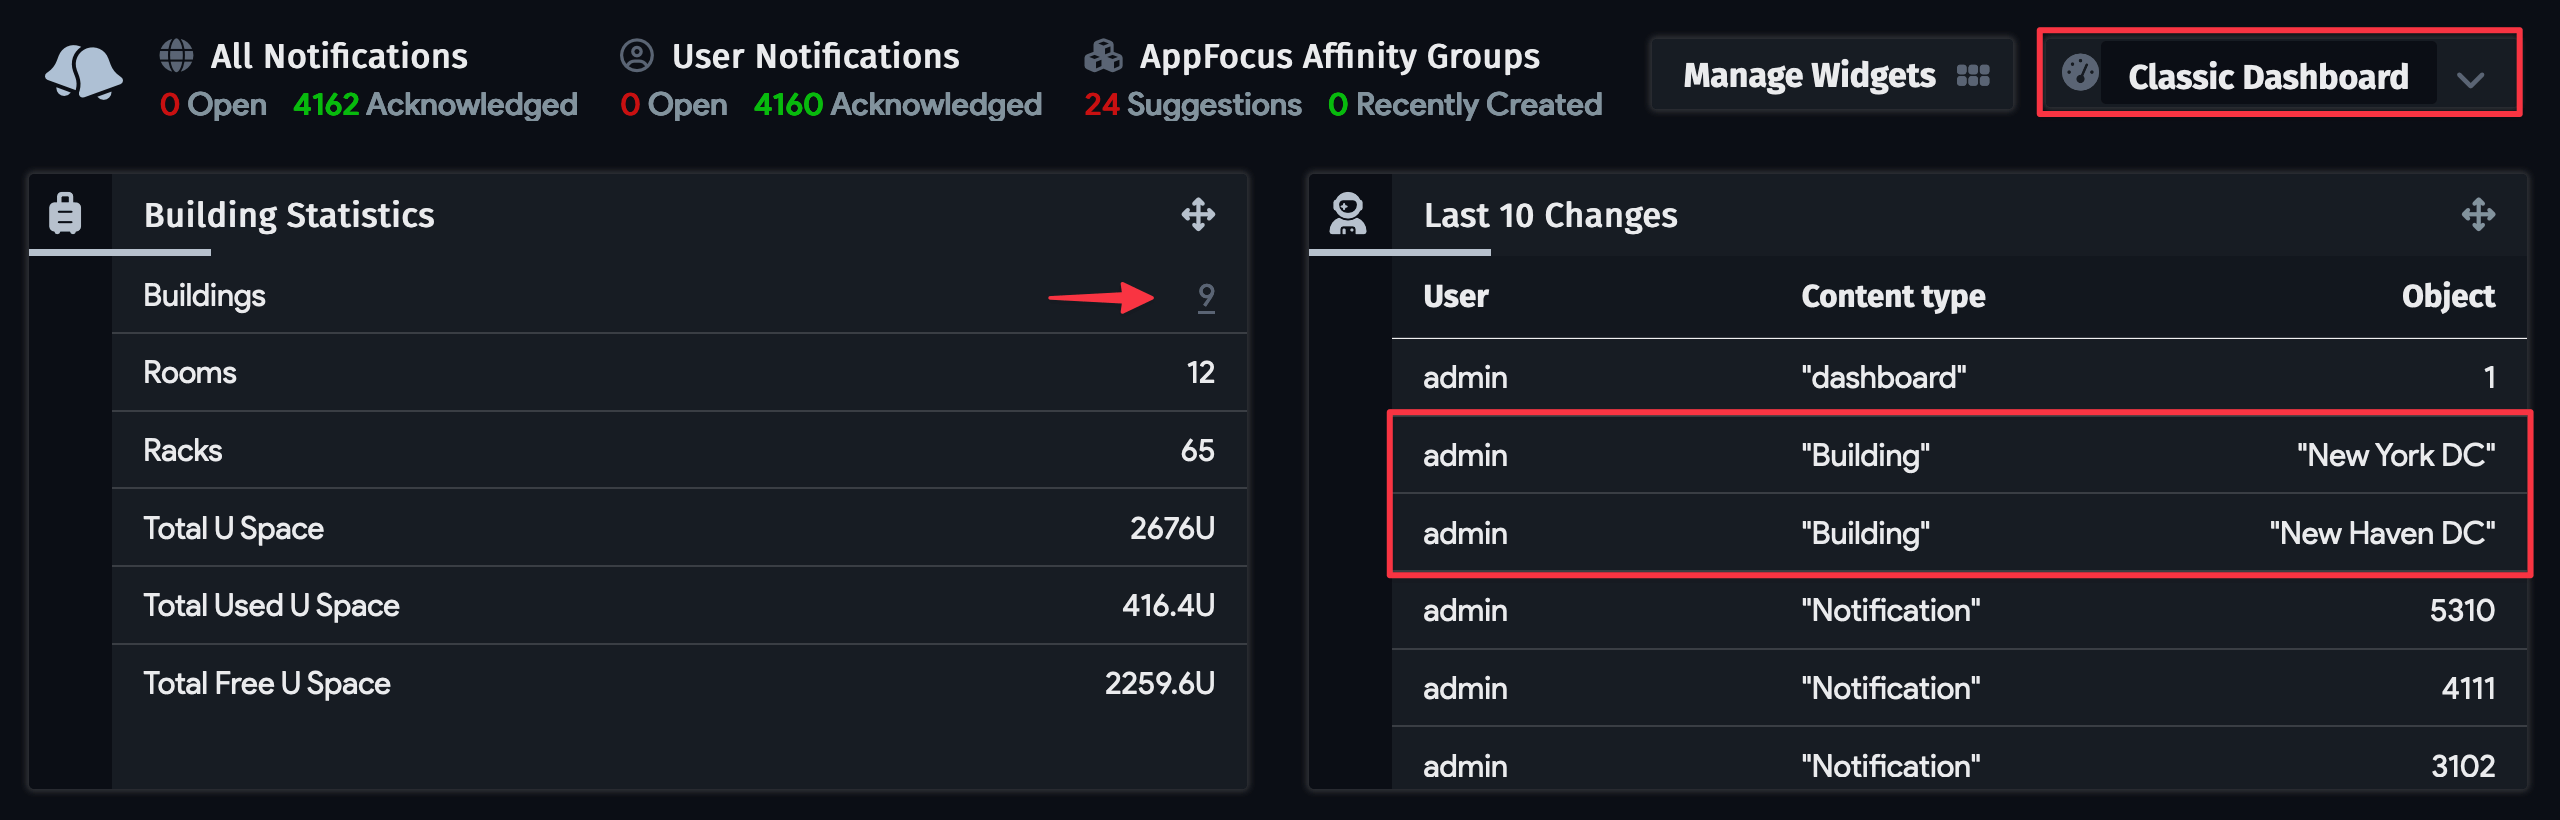 All Notifications
0 Open 4162 Acknowledged
User Notifications
0 Open 4160 Acknowledged
AppFocus Affinity Groups
24 Suggestions 0 Recently Created
Manage Widgets
Classic Dashboard
Building Statistics
Buildings 9
Rooms 12
Racks 65
Total U Space 2676U
Total Used U Space 416.4U
Total Free U Space 2259.6U
Last 10 Changes
User Content type Object
admin "dashboard" 1
admin "Building" "New York DC"
admin "Building" "New Haven DC"
admin "Notification" 5310
admin "Notification" 4111
admin "Notification" 3102